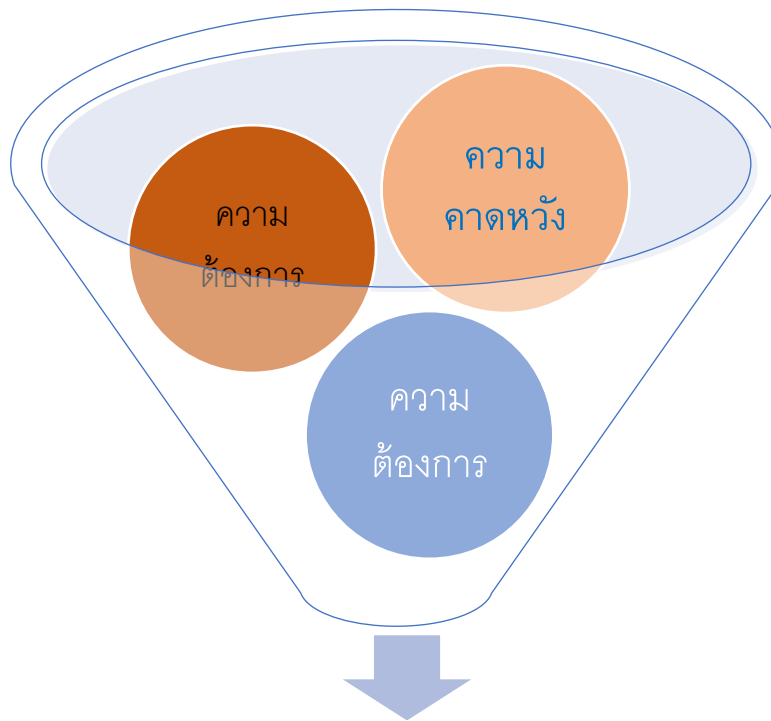 ความ
คาดหวัง
ความ
ต้องการ
ความ
ต้องการ